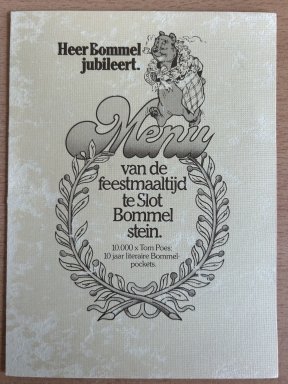 Heer Bommel
jubileert.
Menu
van de
feestmaaltijd
te Slot
Bommel
stein.
10.000 x Tom Poes;
10 jaar literaire Bommel-
pockets.